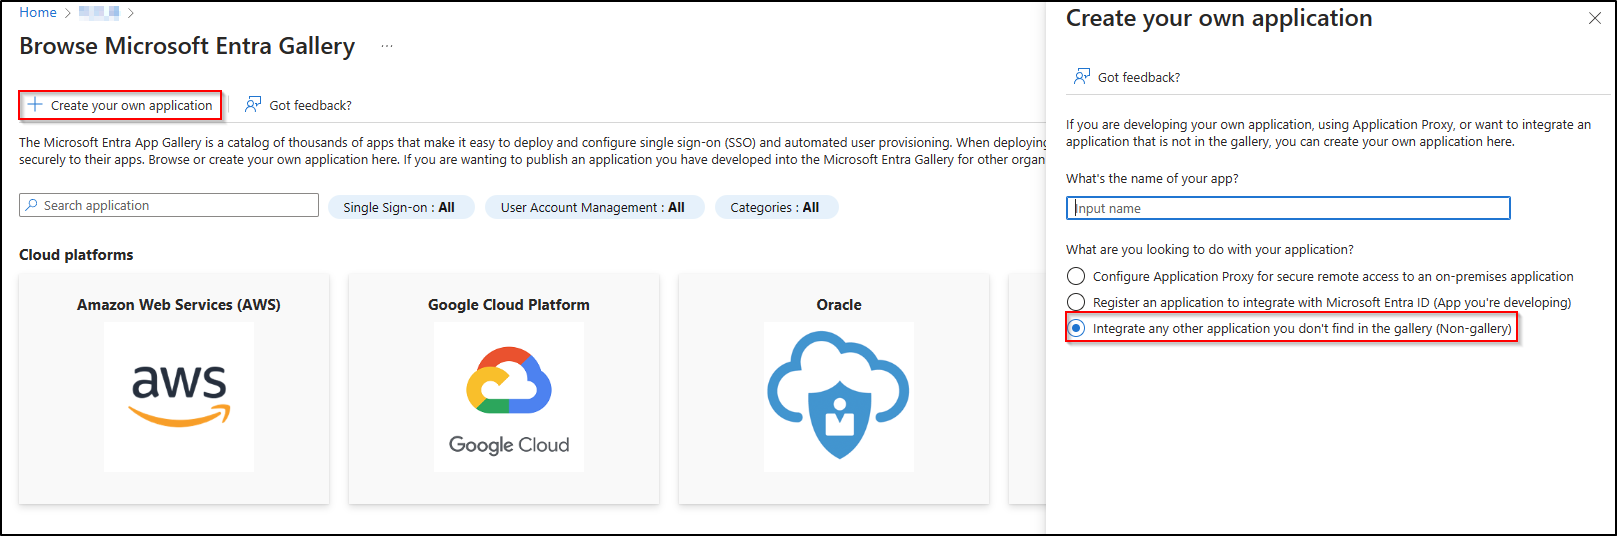 Home
Browse Microsoft Entra Gallery
Create your own application
Got feedback?
The Microsoft Entra App Gallery is a catalog of thousands of apps that make it easy to deploy and configure single sign-on (SSO) and automated user provisioning. When deploying
securely to their apps. Browse or create your own application here. If you are wanting to publish an application you have developed into the Microsoft Entra Gallery for other organ
Search application
Single Sign-on : All
User Account Management : All
Categories : All
Cloud platforms
Amazon Web Services (AWS)
aws
Google Cloud Platform
Google Cloud
Oracle
Create your own application
Got feedback?
If you are developing your own application, using Application Proxy, or want to integrate an
application that is not in the gallery, you can create your own application here.
What's the name of your app?
Input name
What are you looking to do with your application?
Configure Application Proxy for secure remote access to an on-premises application
Register an application to integrate with Microsoft Entra ID (App you're developing)
Integrate any other application you don't find in the gallery (Non-gallery)